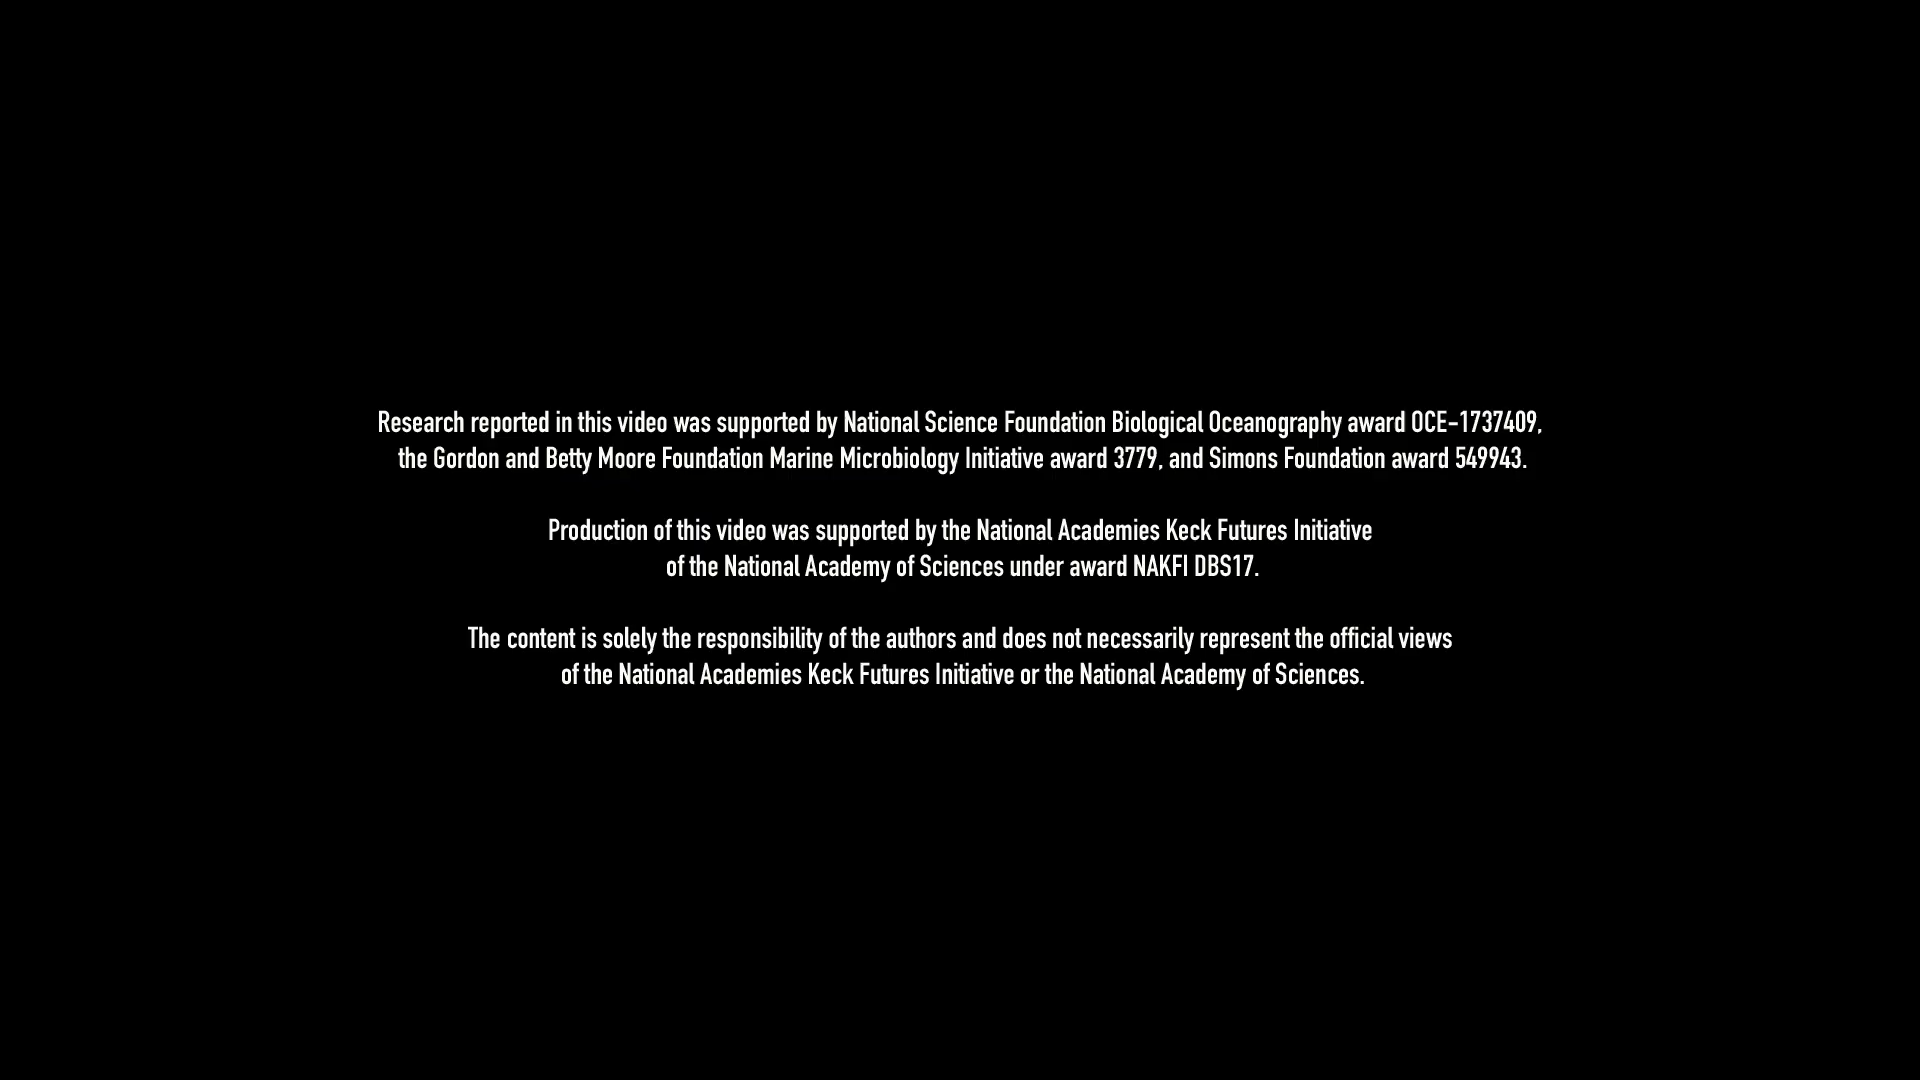 Research reported in this video was supported by National Science Foundation Biological Oceanography award OCE-1737409,
the Gordon and Betty Moore Foundation Marine Microbiology Initiative award 3779, and Simons Foundation award 549943.
Production of this video was supported by the National Academies Keck Futures Initiative
of the National Academy of Sciences under award NAKFI DBS17.
The content is solely the responsibility of the authors and does not necessarily represent the official views
of the National Academies Keck Futures Initiative or the National Academy of Sciences.